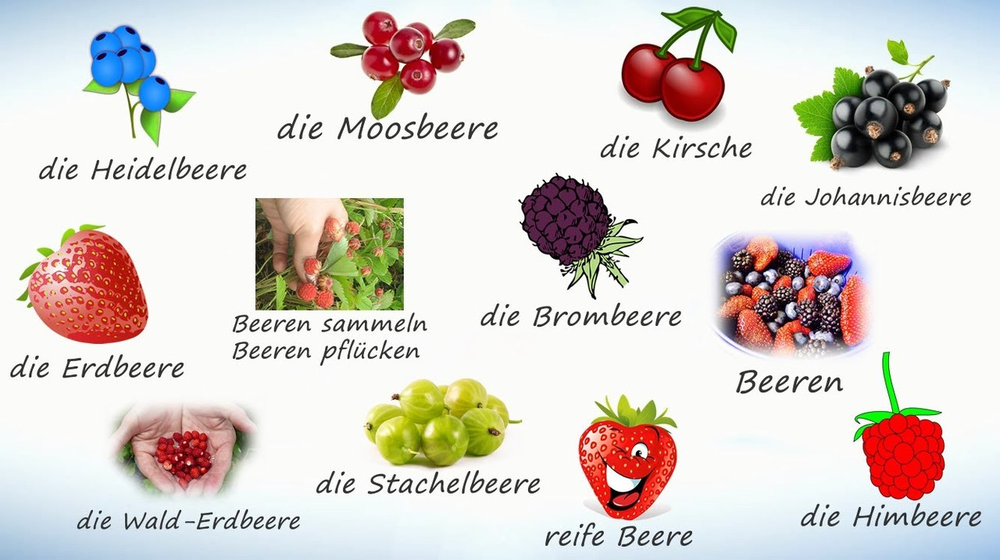 die Moosbeere
die Kirsche
die Heidelbeere
die Johannisbeere
Beeren sammeln
Beeren pflücken
die Brombeere
die Erdbeere
Beeren
die Stachelbeere
die Wald-Erdbeere
reife Beere
die Himbeere